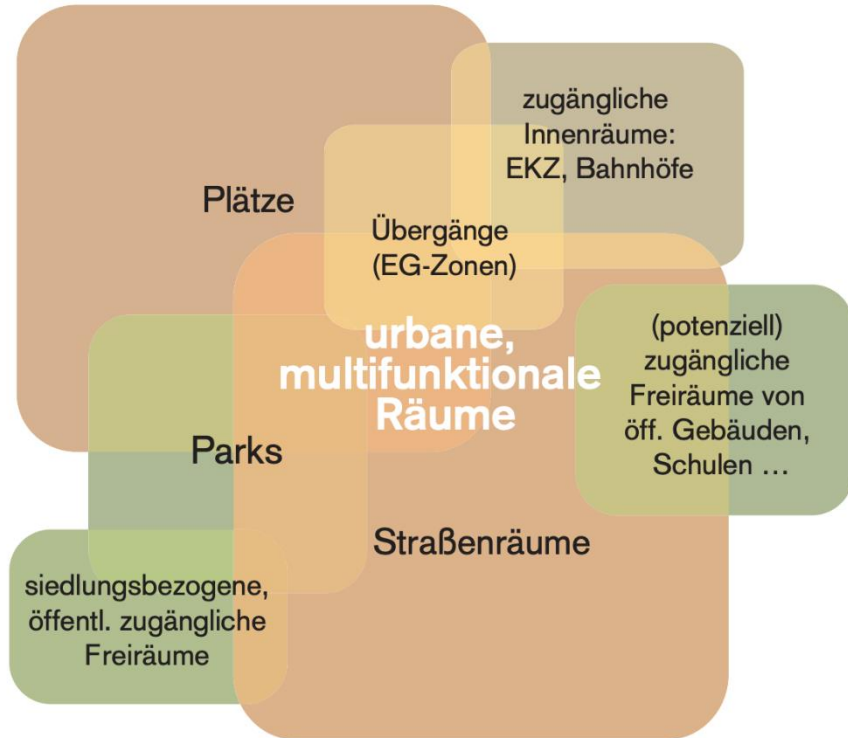 zugängliche
Innenräume:
EKZ, Bahnhöfe
Plätze
Übergänge
(EG-Zonen)
urbane,
multifunktionale
Räume
(potenziell)
zugängliche
Freiräume von
öff. Gebäuden,
Schulen ...
Parks
Straßenräume
siedlungsbezogene,
öffentl. zugängliche
Freiräume